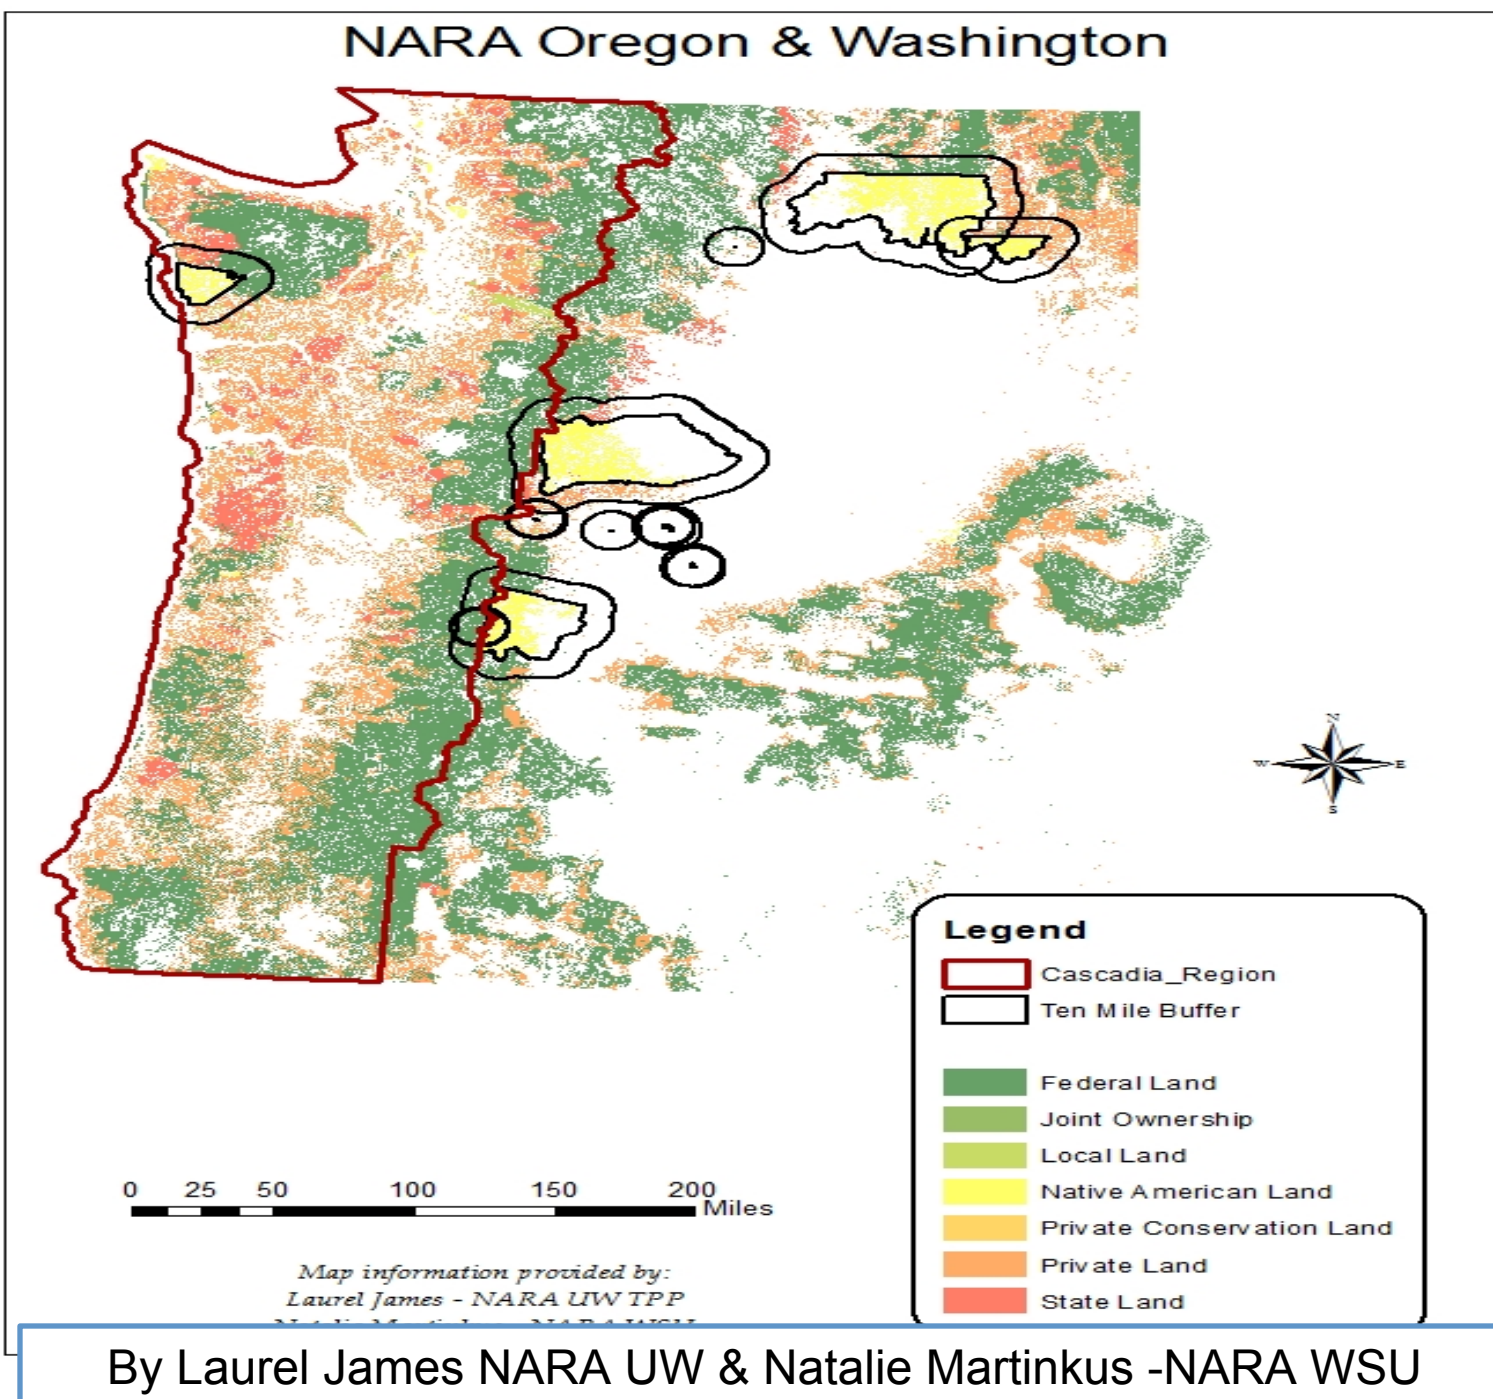 NARA Oregon & Washington
N
W E
S
Legend
Cascadia_Region
Ten Mile Buffer
Federal Land
Joint Ownership
Local Land
Native American Land
Private Conservation Land
Private Land
State Land
0 25 50 100 150 200
Miles
Map information provided by:
Laurel James - NARA UW TPP
By Laurel James NARA UW & Natalie Martinkus -NARA WSU